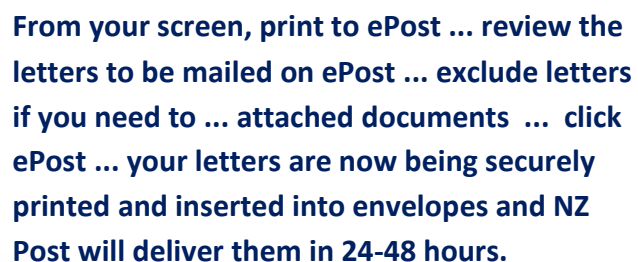 From your screen, print to ePost ... review the
letters to be mailed on ePost ... exclude letters
if you need to ... attached documents  ...  click
ePost ... your letters are now being securely
printed and inserted into envelopes and NZ
Post will deliver them in 24-48 hours.